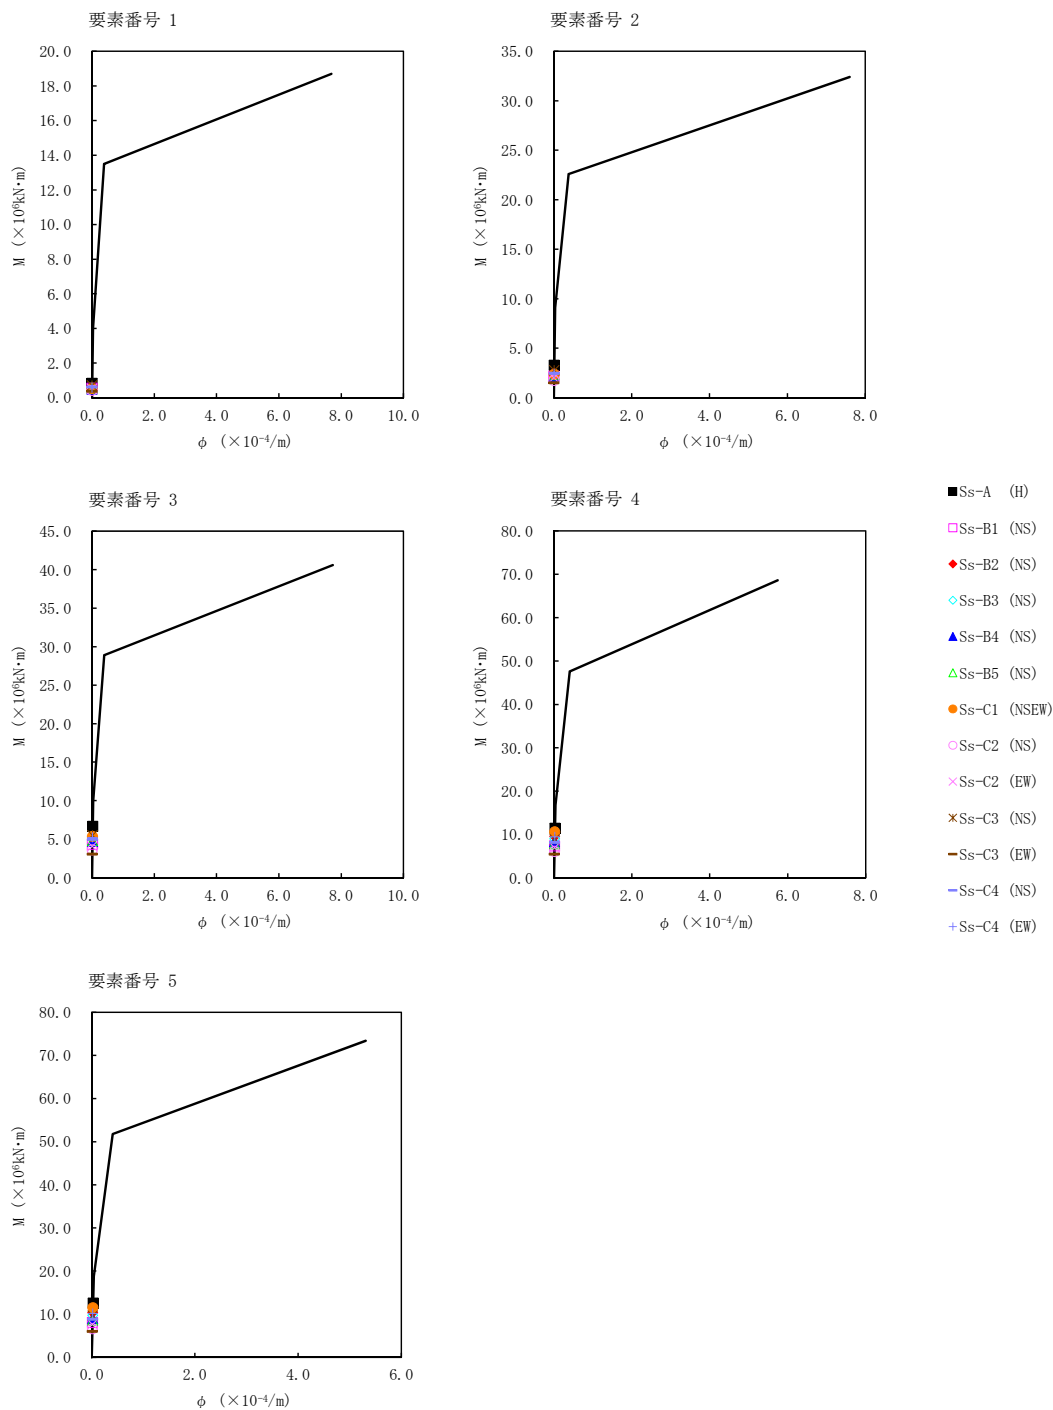 要素番号 1
20.0
18.0
16.0
14.0
12.0
10.0
8.0
6.0
4.0
2.0
0.0
M (×10⁶kN・m)
0.0 2.0 4.0 6.0 8.0 10.0
φ (×10⁻⁴/m)
要素番号 2
35.0
30.0
25.0
20.0
15.0
10.0
5.0
0.0
M (×10⁶kN・m)
0.0 2.0 4.0 6.0 8.0
φ (×10⁻⁴/m)
要素番号 3
45.0
40.0
35.0
30.0
25.0
20.0
15.0
10.0
5.0
0.0
M (×10⁶kN・m)
0.0 2.0 4.0 6.0 8.0 10.0
φ (×10⁻⁴/m)
要素番号 4
80.0
70.0
60.0
50.0
40.0
30.0
20.0
10.0
0.0
M (×10⁶kN・m)
0.0 2.0 4.0 6.0 8.0
φ (×10⁻⁴/m)
Ss-A (H)
Ss-B1 (NS)
Ss-B2 (NS)
Ss-B3 (NS)
Ss-B4 (NS)
Ss-B5 (NS)
Ss-C1 (NSEW)
Ss-C2 (NS)
Ss-C2 (EW)
Ss-C3 (NS)
Ss-C3 (EW)
Ss-C4 (NS)
Ss-C4 (EW)
要素番号 5
80.0
70.0
60.0
50.0
40.0
30.0
20.0
10.0
0.0
M (×10⁶kN・m)
0.0 2.0 4.0 6.0
φ (×10⁻⁴/m)